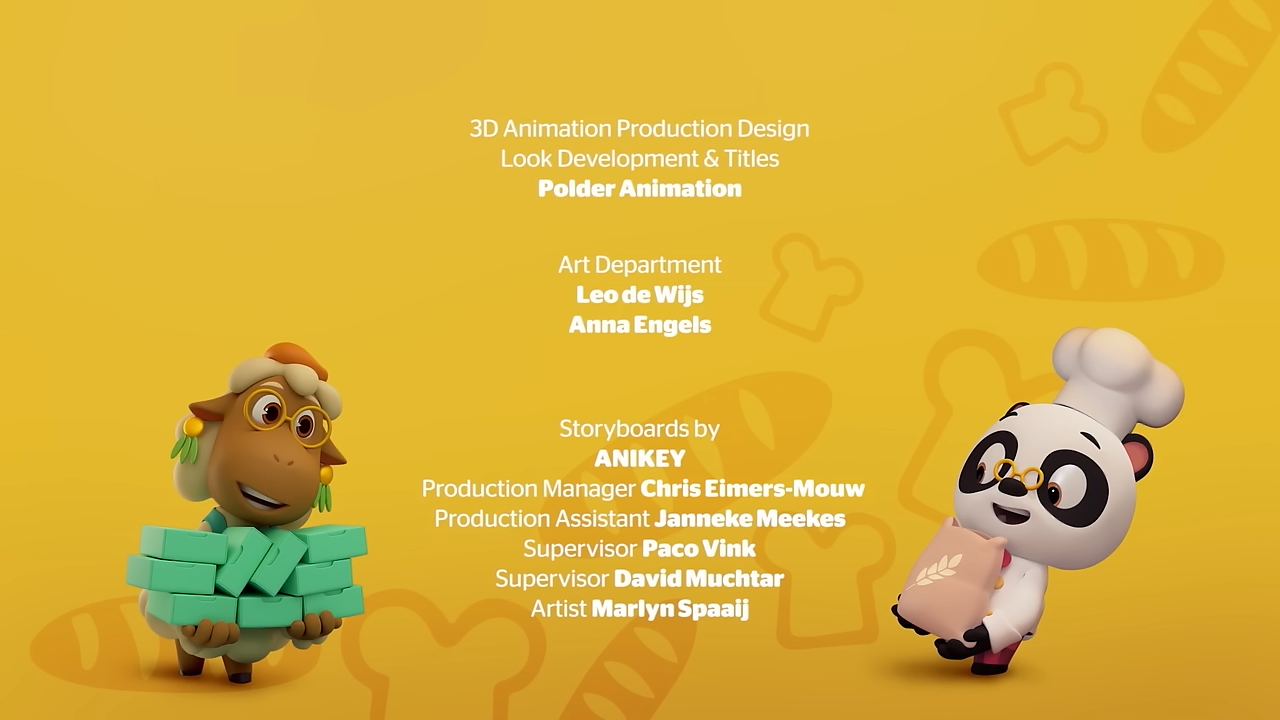 3D Animation Production Design
Look Development & Titles
Polder Animation
Art Department
Leo de Wijs
Anna Engels
Storyboards by
ANIKEY
Production Manager Chris Eimers-Mouw
Production Assistant Janneke Meekes
Supervisor Paco Vink
Supervisor David Muchtar
Artist Marlyn Spaaij